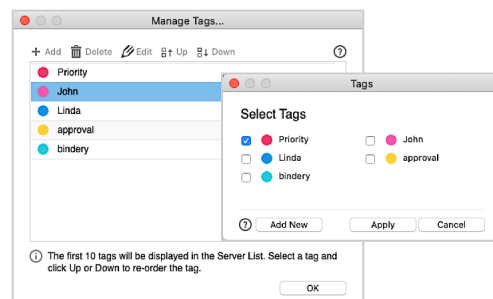 Manage Tags...
Add Delete Edit Up Down ?
Priority
John
Linda
approval
bindery
i The first 10 tags will be displayed in the Server List. Select a tag and
click Up or Down to re-order the tag.
OK
Tags
Select Tags
Priority John
Linda approval
bindery
? Add New Apply Cancel